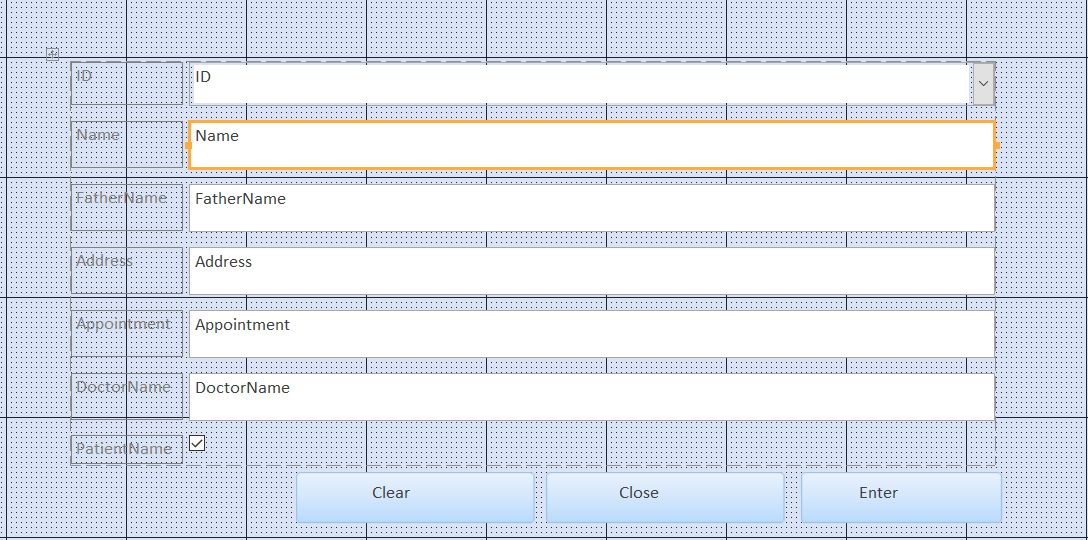 ID ID
Name Name
FatherName FatherName
Address Address
Appointment Appointment
DoctorName DoctorName
PatientName
Clear Close Enter